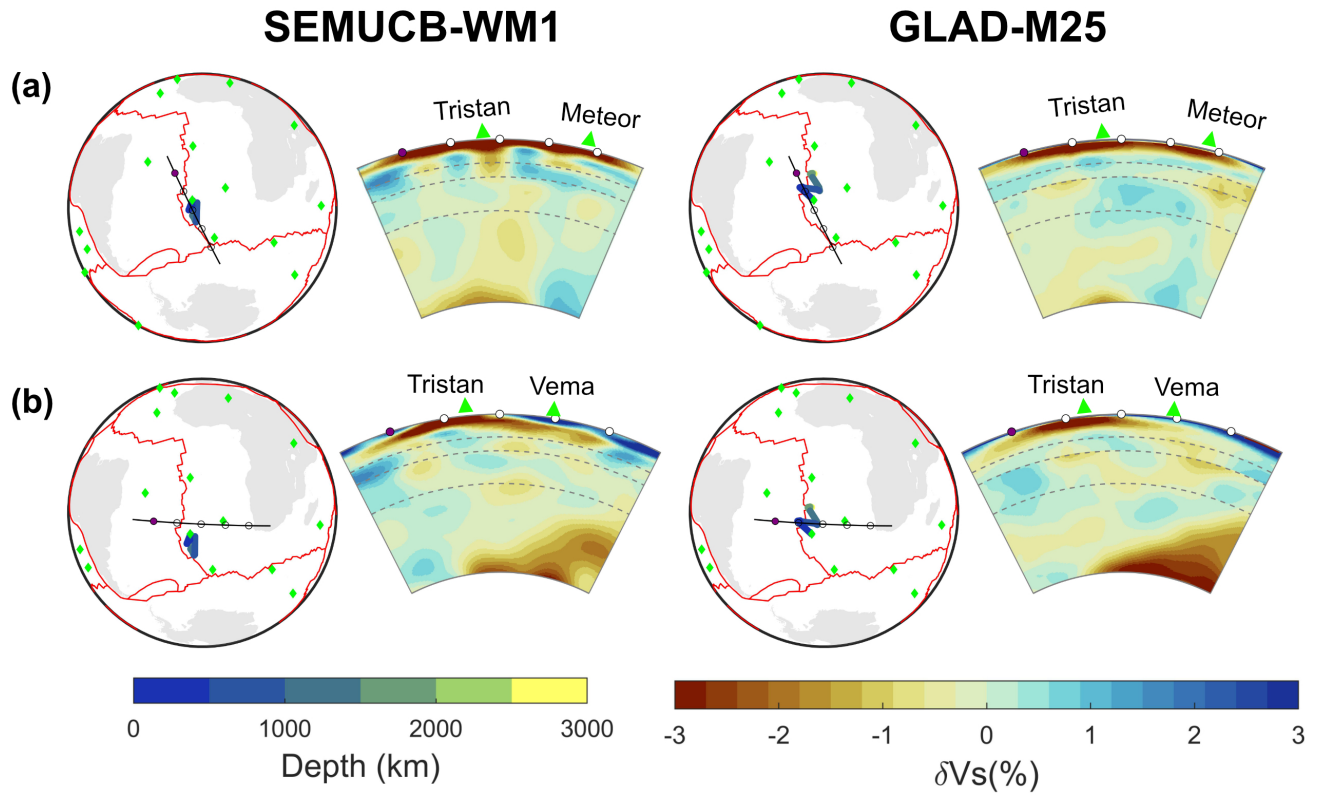 SEMUCB-WM1 GLAD-M25
(a)
Tristan Meteor Tristan Meteor
(b)
Tristan Vema Tristan Vema
0 1000 2000 3000
Depth (km)
-3 -2 -1 0 1 2 3
δVs(%)